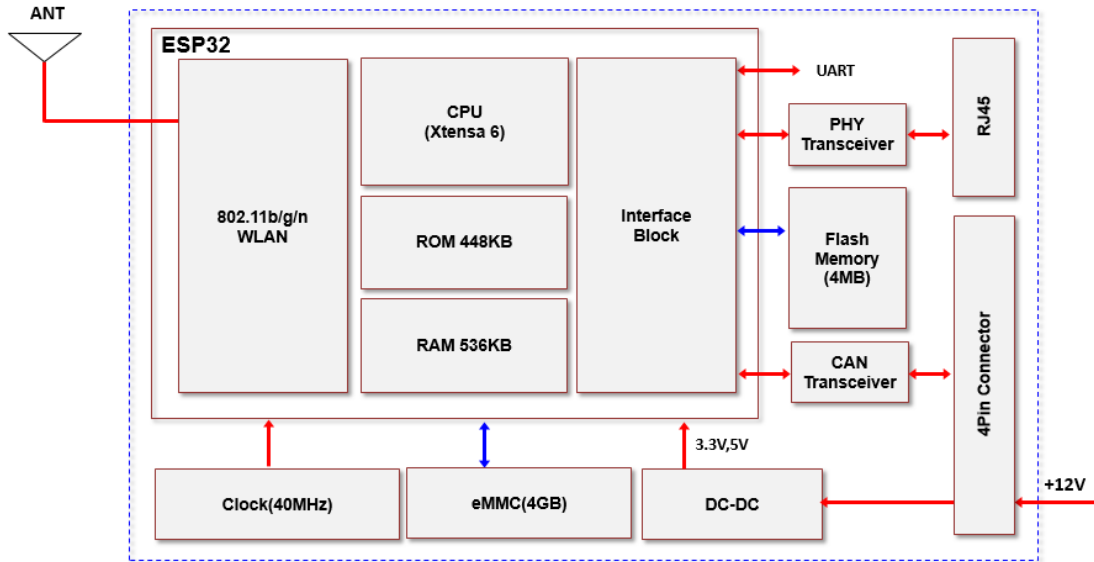 ANT
ESP32
802.11b/g/n
WLAN
CPU
(Xtensa 6)
ROM 448KB
RAM 536KB
Interface
Block
UART
PHY
Transceiver
RJ45
Flash
Memory
(4MB)
CAN
Transceiver
4Pin Connector
3.3V,5V
+12V
Clock(40MHz)
eMMC(4GB)
DC-DC